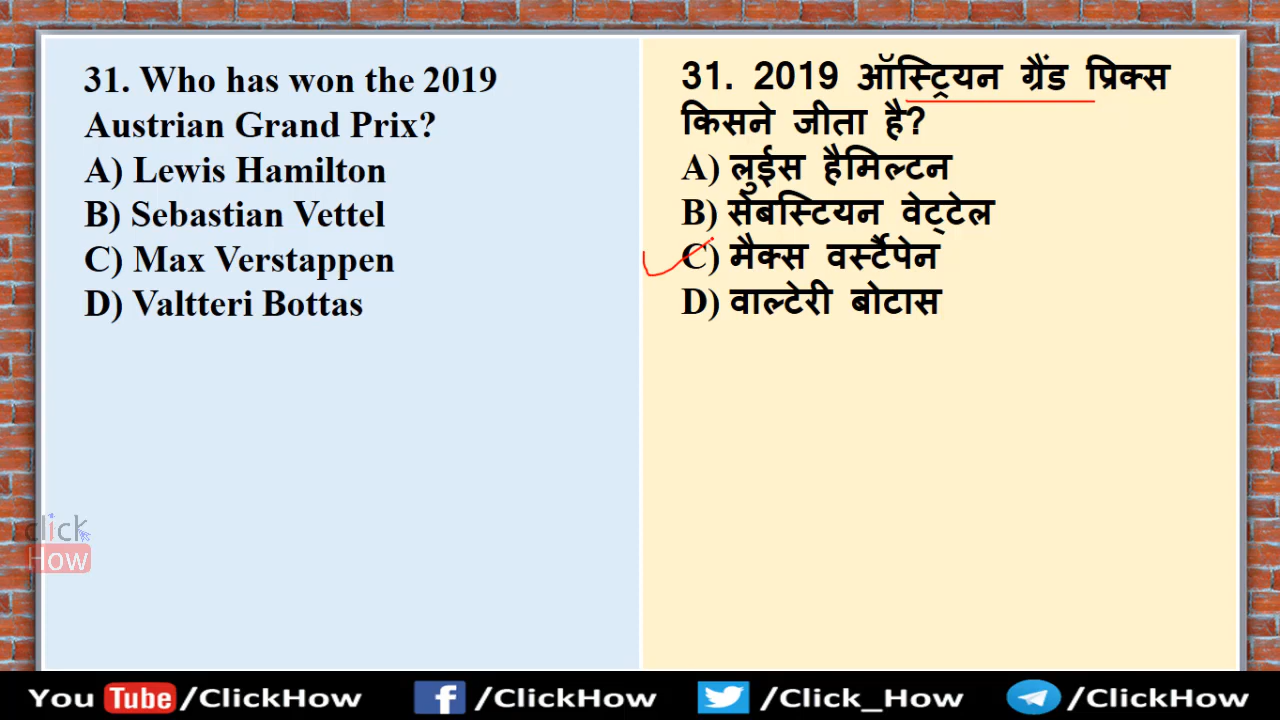 31. Who has won the 2019
Austrian Grand Prix?
A) Lewis Hamilton
B) Sebastian Vettel
C) Max Verstappen
D) Valtteri Bottas
31. 2019 ऑस्ट्रियन ग्रैंड प्रिक्स
किसने जीता है?
A) लुईस हैमिल्टन
B) सेबस्टियन वेट्टेल
C) मैक्स वर्स्टैपेन
D) वाल्टेरी बोटास
click
How
You Tube/ClickHow f /ClickHow /Click_How /ClickHow